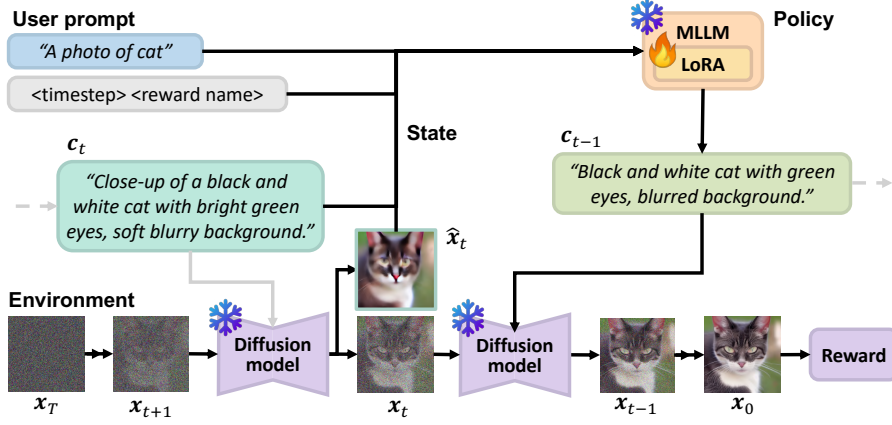 User prompt
Policy
“A photo of cat”
MLLM
LoRA
<timestep> <reward name>
State
c_t
c_{t−1}
“Close-up of a black and
white cat with bright green
eyes, soft blurry background.”
“Black and white cat with green
eyes, blurred background.”
x̂_t
Environment
Diffusion
model
Diffusion
model
Reward
x_T
x_{t+1}
x_t
x_{t−1}
x_0